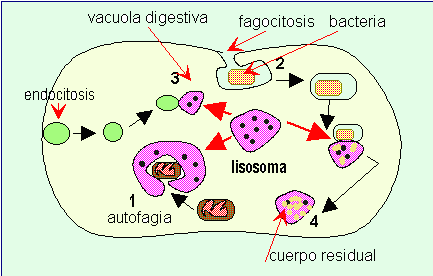 vacuola digestiva
fagocitosis
bacteria
2
3
endocitosis
lisosoma
1
autofagia
4
cuerpo residual